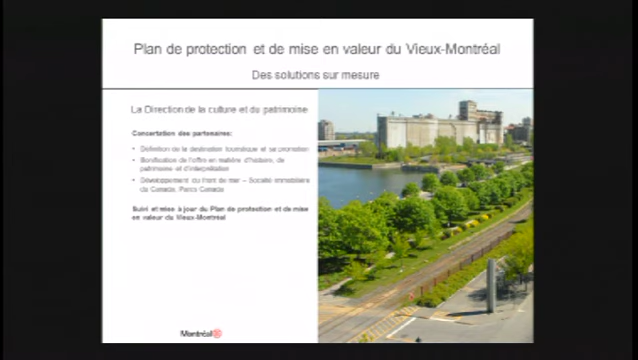 Plan de protection et de mise en valeur du Vieux-Montréal
Des solutions sur mesure
La Direction de la culture et du patrimoine
Concertation des partenaires:
• Définition de la destination touristique et sa promotion
• Bonification de l'offre en matière d'histoire, de
patrimoine et d'interprétation
• Développement du front de mer – Société immobilière
du Canada, Parcs Canada
Suivi et mise à jour du Plan de protection et de mise
en valeur du Vieux-Montréal
Montréal